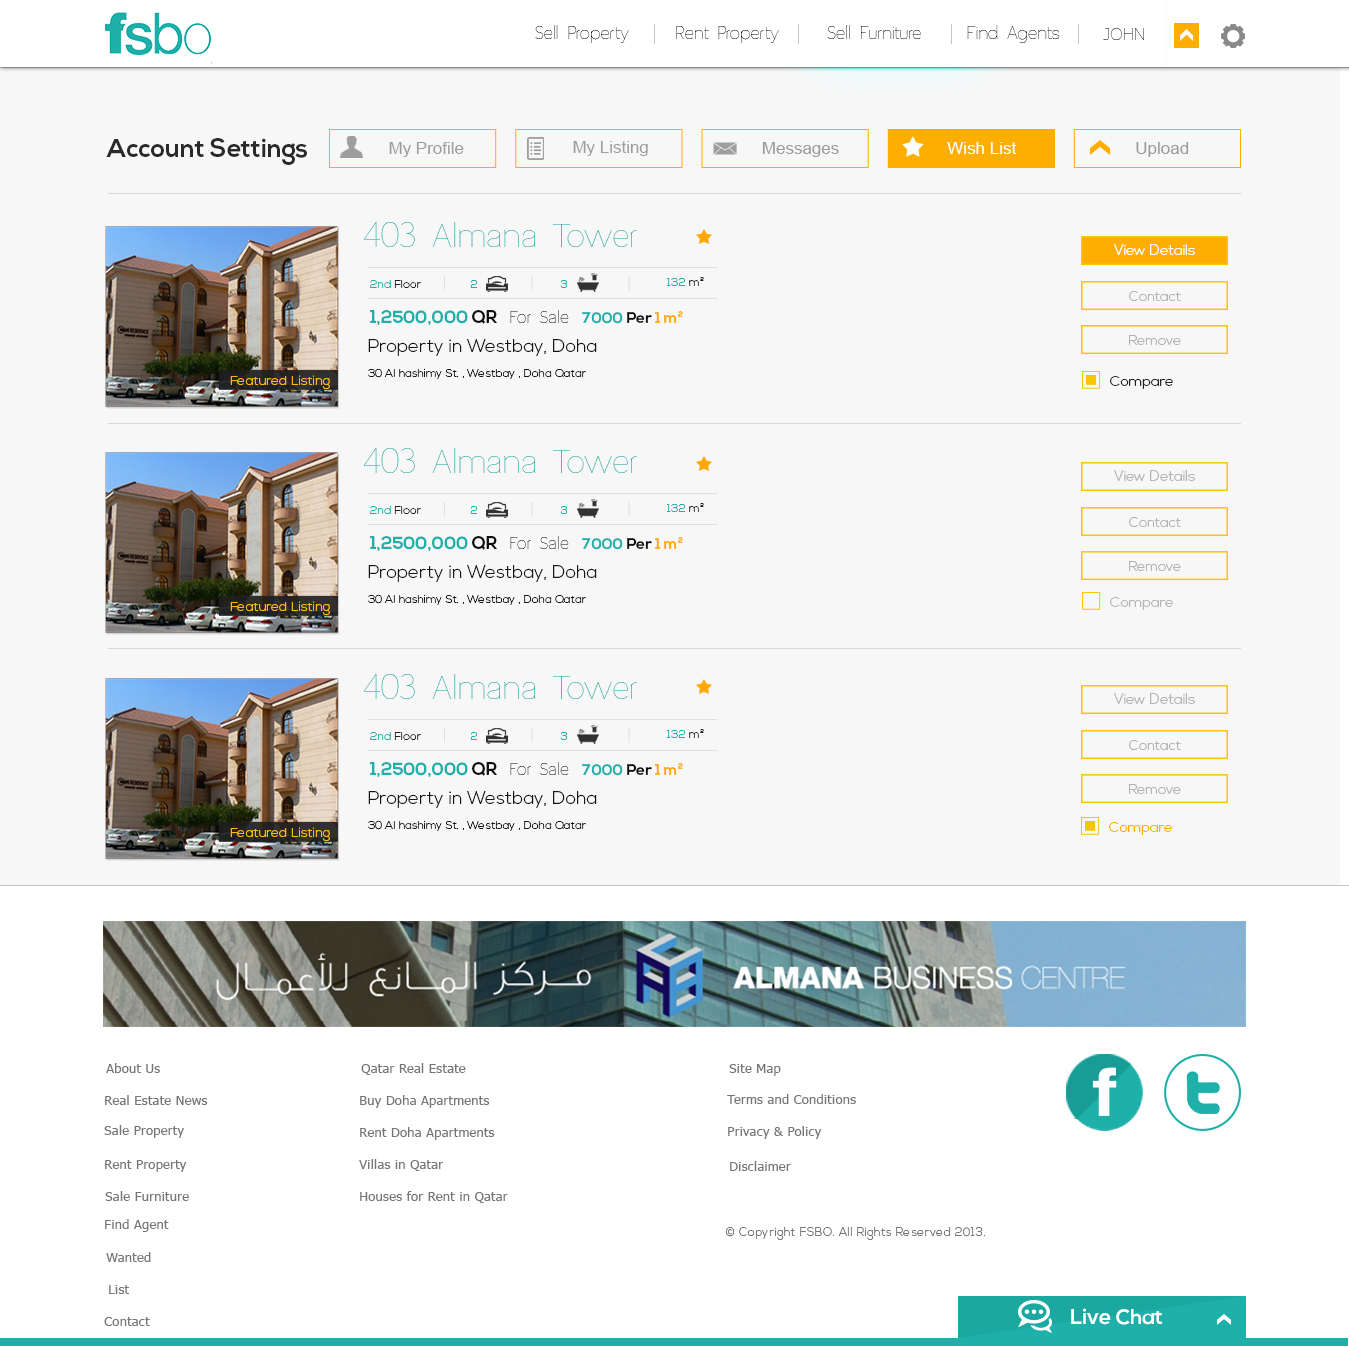 fsbo
Sell Property
Rent Property
Sell Furniture
Find Agents
JOHN
Account Settings
My Profile
My Listing
Messages
Wish List
Upload
403 Almana Tower
2nd Floor
2
3
132 m²
1,2500,000 QR For Sale 7000 Per 1 m²
Property in Westbay, Doha
30 Al hashimy St. , Westbay , Doha Qatar
Featured Listing
View Details
Contact
Remove
Compare
403 Almana Tower
2nd Floor
2
3
132 m²
1,2500,000 QR For Sale 7000 Per 1 m²
Property in Westbay, Doha
30 Al hashimy St. , Westbay , Doha Qatar
Featured Listing
View Details
Contact
Remove
Compare
403 Almana Tower
2nd Floor
2
3
132 m²
1,2500,000 QR For Sale 7000 Per 1 m²
Property in Westbay, Doha
30 Al hashimy St. , Westbay , Doha Qatar
Featured Listing
View Details
Contact
Remove
Compare
مركز المانع للأعمال
ALMANA BUSINESS CENTRE
About Us
Real Estate News
Sale Property
Rent Property
Sale Furniture
Find Agent
Wanted
List
Contact
Qatar Real Estate
Buy Doha Apartments
Rent Doha Apartments
Villas in Qatar
Houses for Rent in Qatar
Site Map
Terms and Conditions
Privacy & Policy
Disclaimer
© Copyright FSBO. All Rights Reserved 2013.
Live Chat